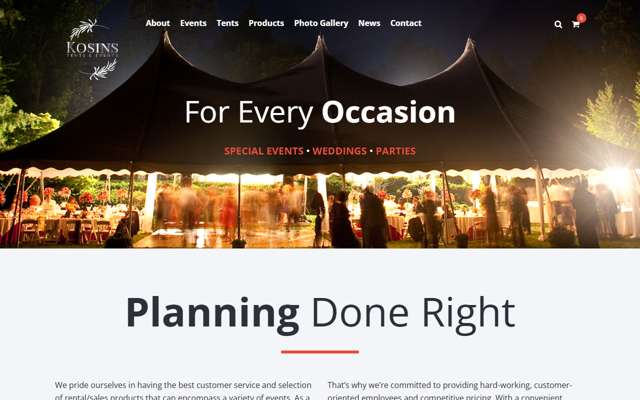 KOSINS
TENTS & EVENTS
About Events Tents Products Photo Gallery News Contact
For Every Occasion
SPECIAL EVENTS • WEDDINGS • PARTIES
Planning Done Right
We pride ourselves in having the best customer service and selection
of rental/sales products that can encompass a variety of events. As a
That's why we're committed to providing hard-working, customer-
oriented employees and competitive pricing. With a convenient